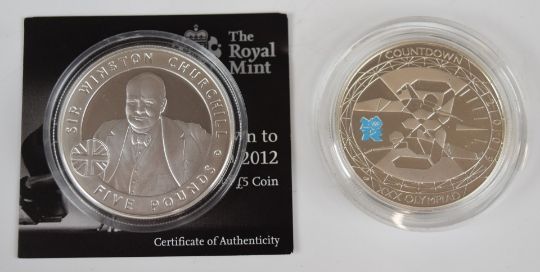 The
Royal
Mint
SIR WINSTON CHURCHILL
FIVE POUNDS
n to
2012
£5 Coin
Certificate of Authenticity
COUNTDOWN
XXX OLYMPIAD